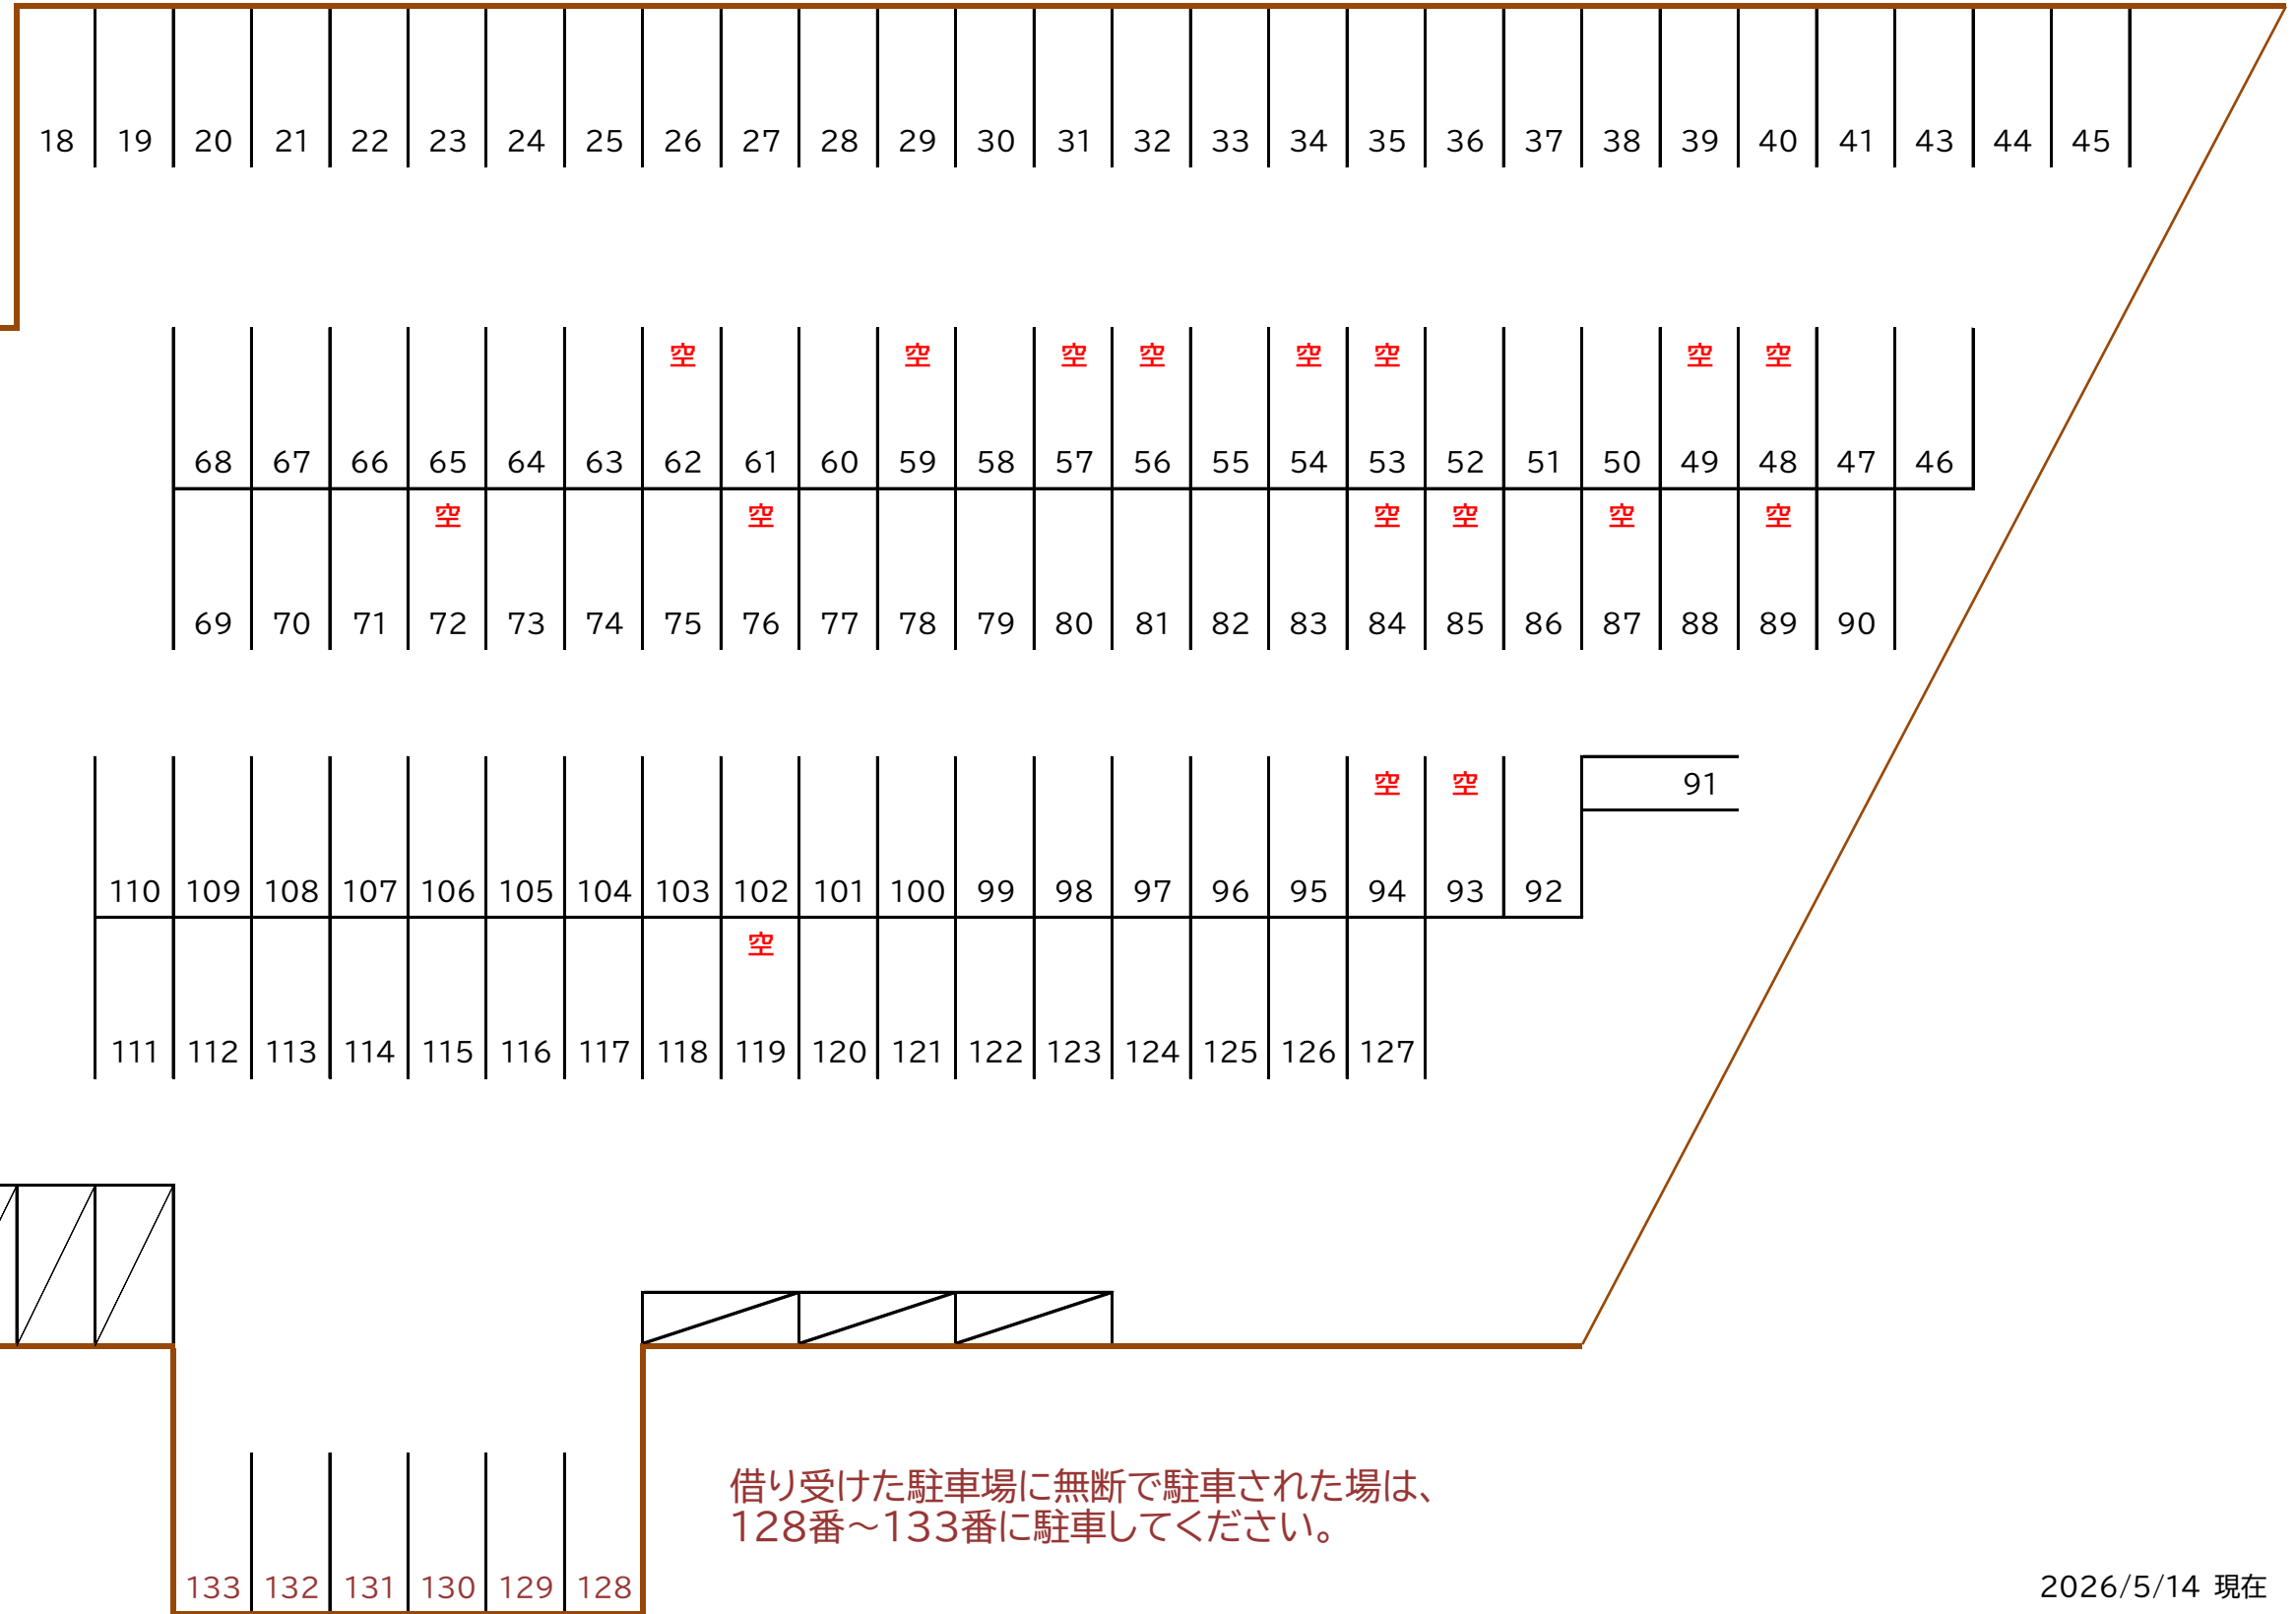 18 19 20 21 22 23 24 25 26 27 28 29 30 31 32 33 34 35 36 37 38 39 40 41 43 44 45
空 空 空 空 空 空 空 空
68 67 66 65 64 63 62 61 60 59 58 57 56 55 54 53 52 51 50 49 48 47 46
空 空 空 空 空 空
69 70 71 72 73 74 75 76 77 78 79 80 81 82 83 84 85 86 87 88 89 90
空 空 91
110 109 108 107 106 105 104 103 102 101 100 99 98 97 96 95 94 93 92
空
111 112 113 114 115 116 117 118 119 120 121 122 123 124 125 126 127
借り受けた駐車場に無断で駐車された場は、
128番～133番に駐車してください。
133 132 131 130 129 128
2026/5/14 現在